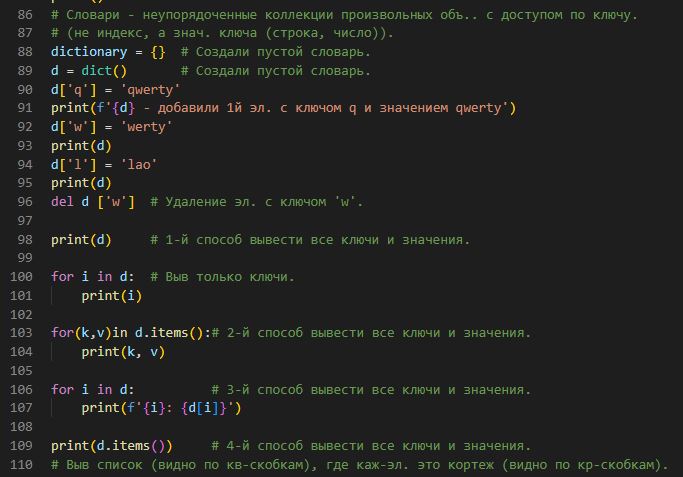 86 # Словари - неупорядоченные коллекции произвольных объ.. с доступом по ключу.
87 # (не индекс, а знач. ключа (строка, число)).
88 dictionary = {}  # Создали пустой словарь.
89 d = dict()       # Создали пустой словарь.
90 d['q'] = 'qwerty'
91 print(f'{d} - добавили 1й эл. с ключом q и значением qwerty')
92 d['w'] = 'werty'
93 print(d)
94 d['l'] = 'lao'
95 print(d)
96 del d ['w']  # Удаление эл. с ключом 'w'.
97
98 print(d)     # 1-й способ вывести все ключи и значения.
99
100 for i in d:  # Выв только ключи.
101     print(i)
102
103 for(k,v)in d.items():# 2-й способ вывести все ключи и значения.
104     print(k, v)
105
106 for i in d:          # 3-й способ вывести все ключи и значения.
107     print(f'{i}: {d[i]}')
108
109 print(d.items())     # 4-й способ вывести все ключи и значения.
110 # Выв список (видно по кв-скобкам), где каж-эл. это кортеж (видно по кр-скобкам).